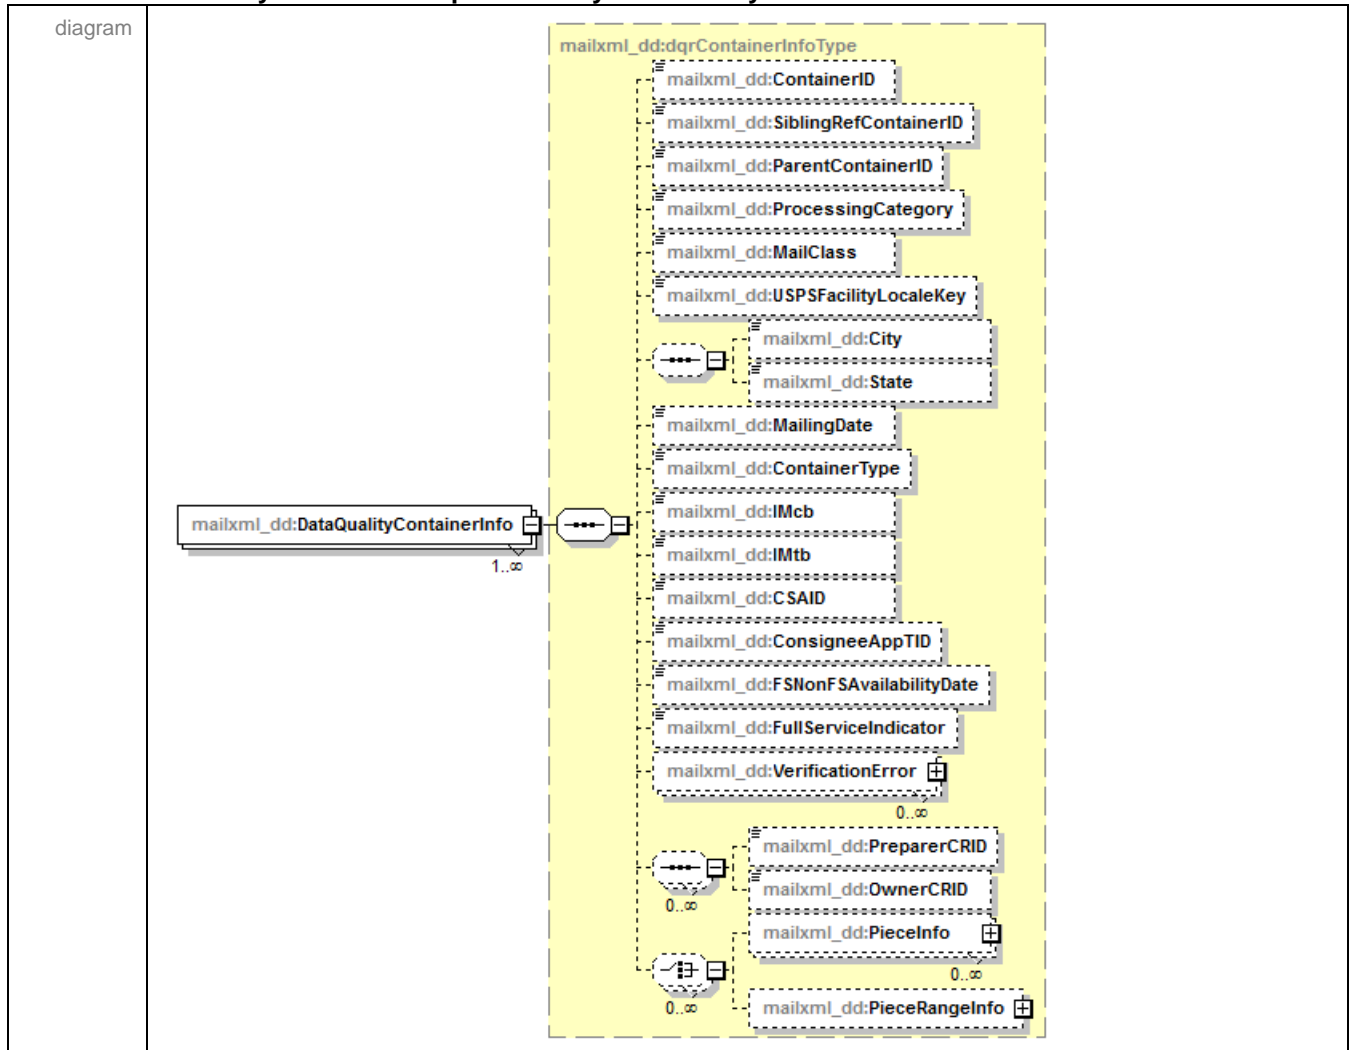 diagram
mailxml_dd:dqrContainerInfoType
mailxml_dd:ContainerID
mailxml_dd:SiblingRefContainerID
mailxml_dd:ParentContainerID
mailxml_dd:ProcessingCategory
mailxml_dd:MailClass
mailxml_dd:USPSFacilityLocaleKey
mailxml_dd:City
mailxml_dd:State
mailxml_dd:MailingDate
mailxml_dd:ContainerType
mailxml_dd:IMcb
mailxml_dd:DataQualityContainerInfo
1..∞
mailxml_dd:IMtb
mailxml_dd:CSAID
mailxml_dd:ConsigneeAppTID
mailxml_dd:FSNonFSAvailabilityDate
mailxml_dd:FullServiceIndicator
mailxml_dd:VerificationError
0..∞
mailxml_dd:PreparerCRID
mailxml_dd:OwnerCRID
0..∞
mailxml_dd:PieceInfo
0..∞
mailxml_dd:PieceRangeInfo
0..∞